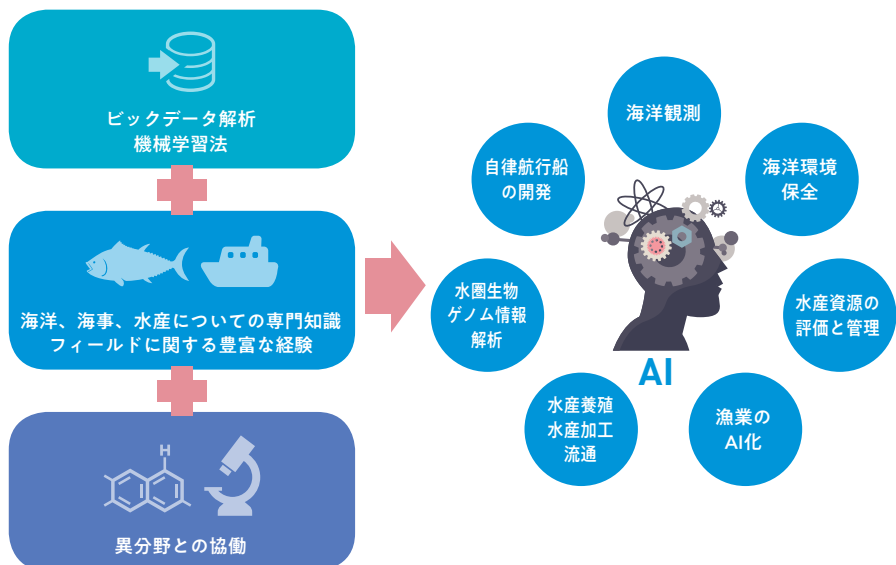 ビックデータ解析
機械学習法
海洋、海事、水産についての専門知識
フィールドに関する豊富な経験
H
異分野との協働
海洋観測
自律航行船
の開発
海洋環境
保全
水圏生物
ゲノム情報
解析
水産資源の
評価と管理
AI
水産養殖
水産加工
流通
漁業の
AI化